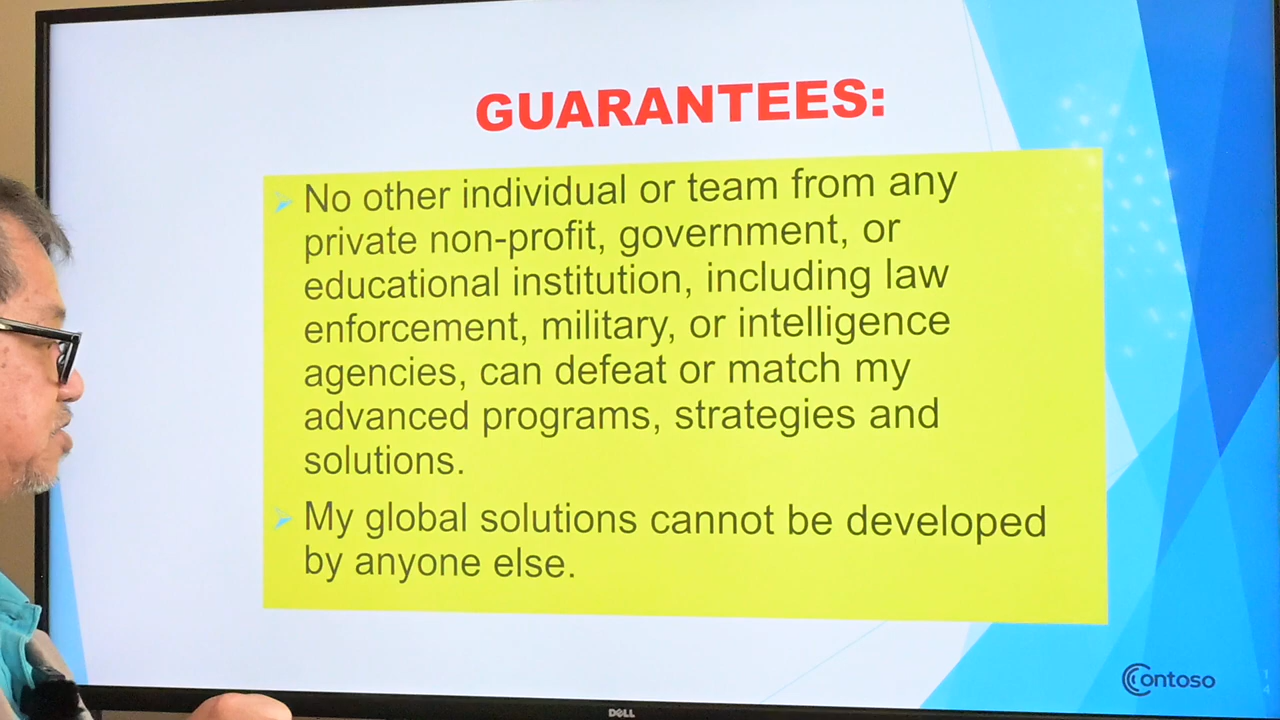 GUARANTEES:
No other individual or team from any
private non-profit, government, or
educational institution, including law
enforcement, military, or intelligence
agencies, can defeat or match my
advanced programs, strategies and
solutions.
My global solutions cannot be developed
by anyone else.
Contoso
DELL